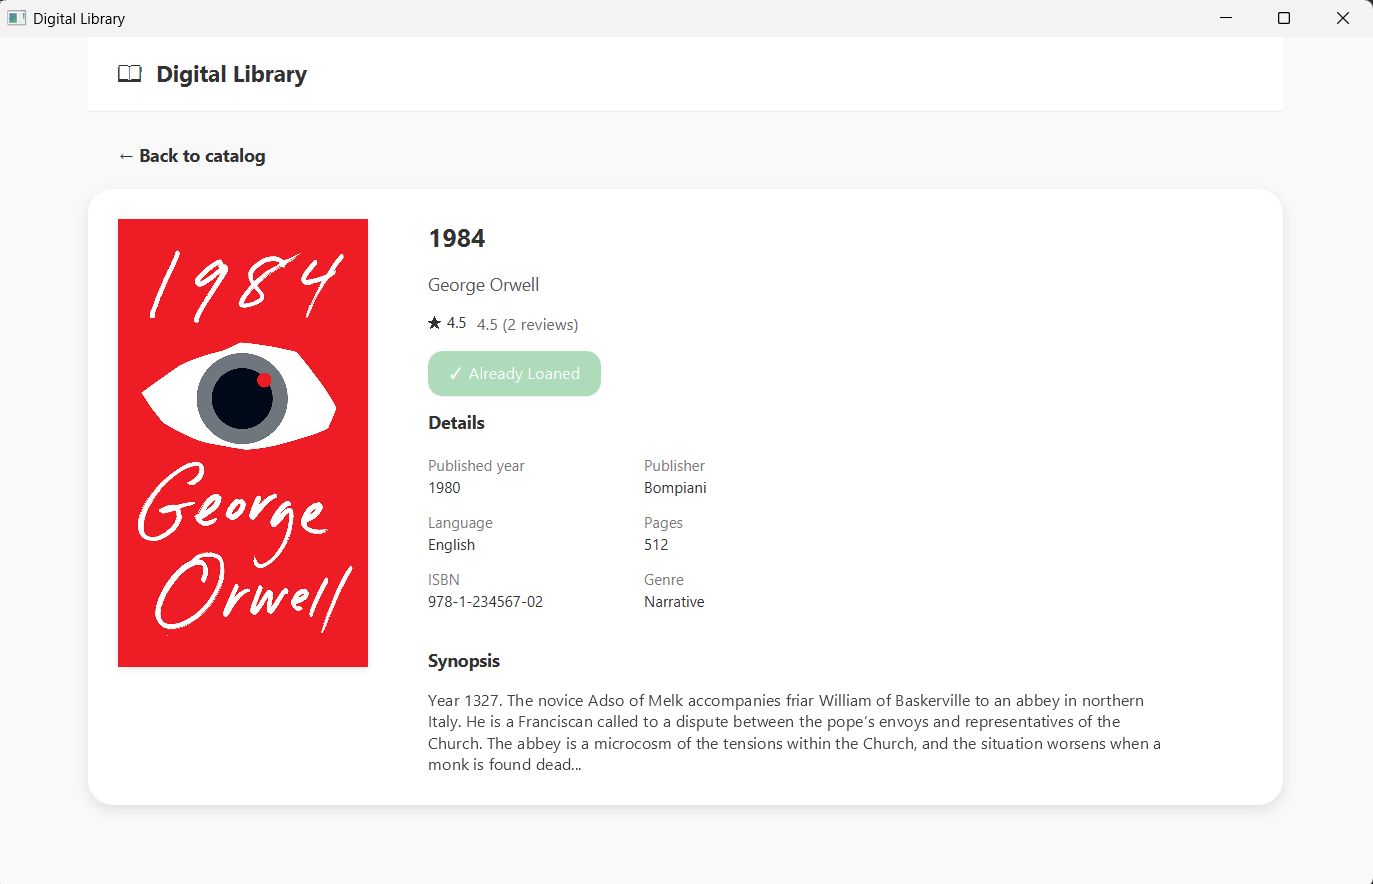 Digital Library
Digital Library
← Back to catalog
1984
George
Orwell
1984
George Orwell
★ 4.5 4.5 (2 reviews)
✓ Already Loaned
Details
Published year Publisher
1980 Bompiani
Language Pages
English 512
ISBN Genre
978-1-234567-02 Narrative
Synopsis
Year 1327. The novice Adso of Melk accompanies friar William of Baskerville to an abbey in northern
Italy. He is a Franciscan called to a dispute between the pope's envoys and representatives of the
Church. The abbey is a microcosm of the tensions within the Church, and the situation worsens when a
monk is found dead...